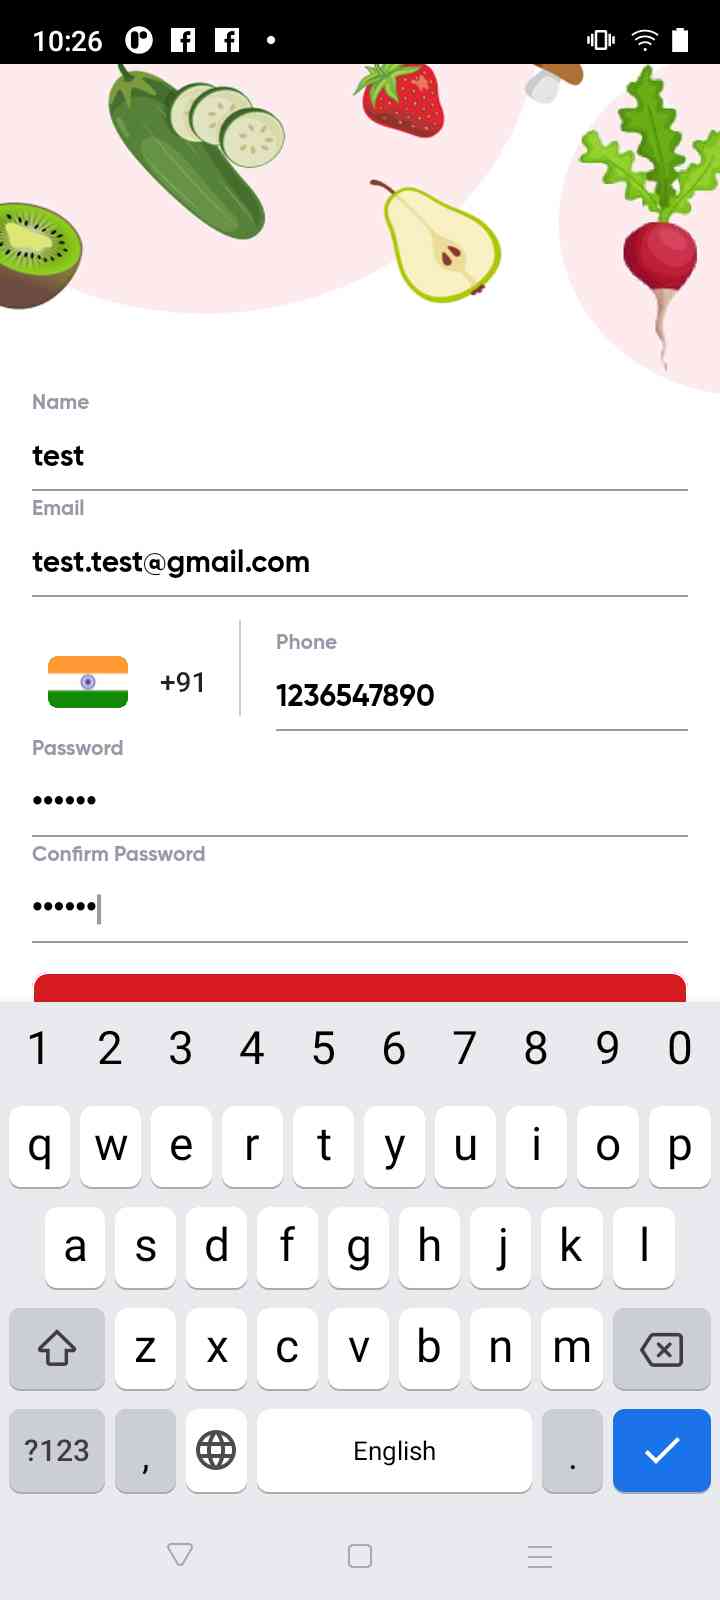 10:26
Name
test
Email
test.test@gmail.com
Phone
+91
1236547890
Password
••••••
Confirm Password
••••••
1 2 3 4 5 6 7 8 9 0
q w e r t y u i o p
a s d f g h j k l
z x c v b n m
?123 , English .